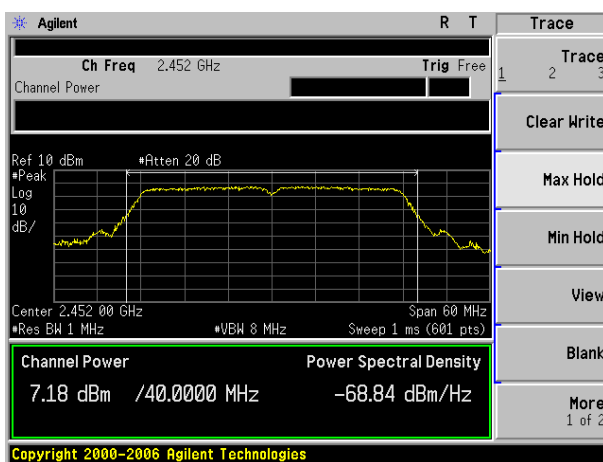 Agilent R T Trace
Ch Freq 2.452 GHz Trig Free
Channel Power
Trace
1 2 3
Clear Write
Max Hold
Min Hold
View
Blank
More
1 of 2
Ref 10 dBm #Atten 20 dB
#Peak
Log
10
dB/
Center 2.452 00 GHz Span 60 MHz
#Res BW 1 MHz #VBW 8 MHz Sweep 1 ms (601 pts)
Channel Power Power Spectral Density
7.18 dBm /40.0000 MHz -68.84 dBm/Hz
Copyright 2000-2006 Agilent Technologies